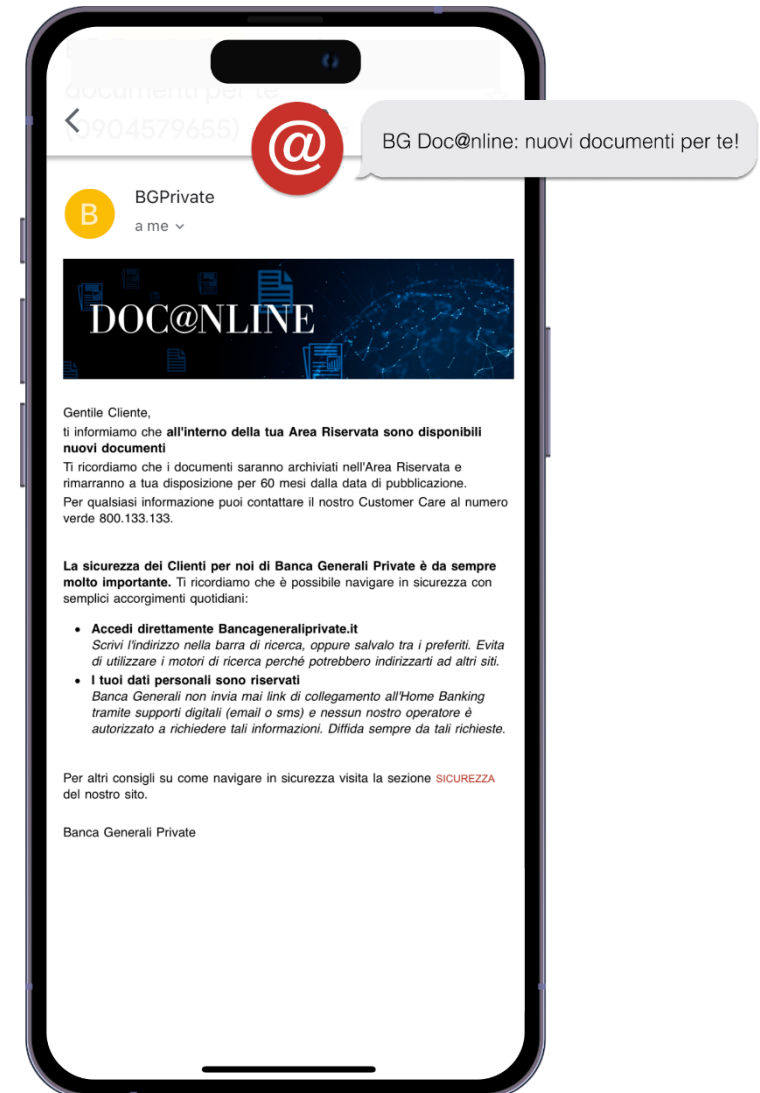 documenti per te
(0904579655)
@
BG Doc@nline: nuovi documenti per te!
B
BGPrivate
a me
DOC@NLINE
Gentile Cliente,
ti informiamo che all'interno della tua Area Riservata sono disponibili
nuovi documenti
Ti ricordiamo che i documenti saranno archiviati nell'Area Riservata e
rimarranno a tua disposizione per 60 mesi dalla data di pubblicazione.
Per qualsiasi informazione puoi contattare il nostro Customer Care al numero
verde 800.133.133.
La sicurezza dei Clienti per noi di Banca Generali Private è da sempre
molto importante. Ti ricordiamo che è possibile navigare in sicurezza con
semplici accorgimenti quotidiani:
• Accedi direttamente Bancageneraliprivate.it
Scrivi l'indirizzo nella barra di ricerca, oppure salvalo tra i preferiti. Evita
di utilizzare i motori di ricerca perché potrebbero indirizzarti ad altri siti.
• I tuoi dati personali sono riservati
Banca Generali non invia mai link di collegamento all'Home Banking
tramite supporti digitali (email o sms) e nessun nostro operatore è
autorizzato a richiedere tali informazioni. Diffida sempre da tali richieste.
Per altri consigli su come navigare in sicurezza visita la sezione SICUREZZA
del nostro sito.
Banca Generali Private